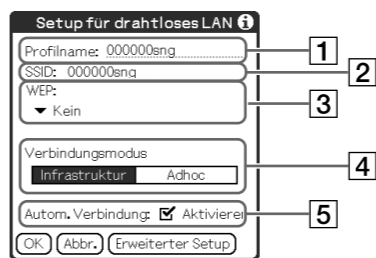 Setup für drahtloses LAN i
Profilname: 000000sng
1
SSID: 000000sng
2
WEP:
Kein
3
Verbindungsmodus
Infrastruktur Adhoc
4
Autom. Verbindung: Aktivierei
5
OK Abbr. Erweiterter Setup